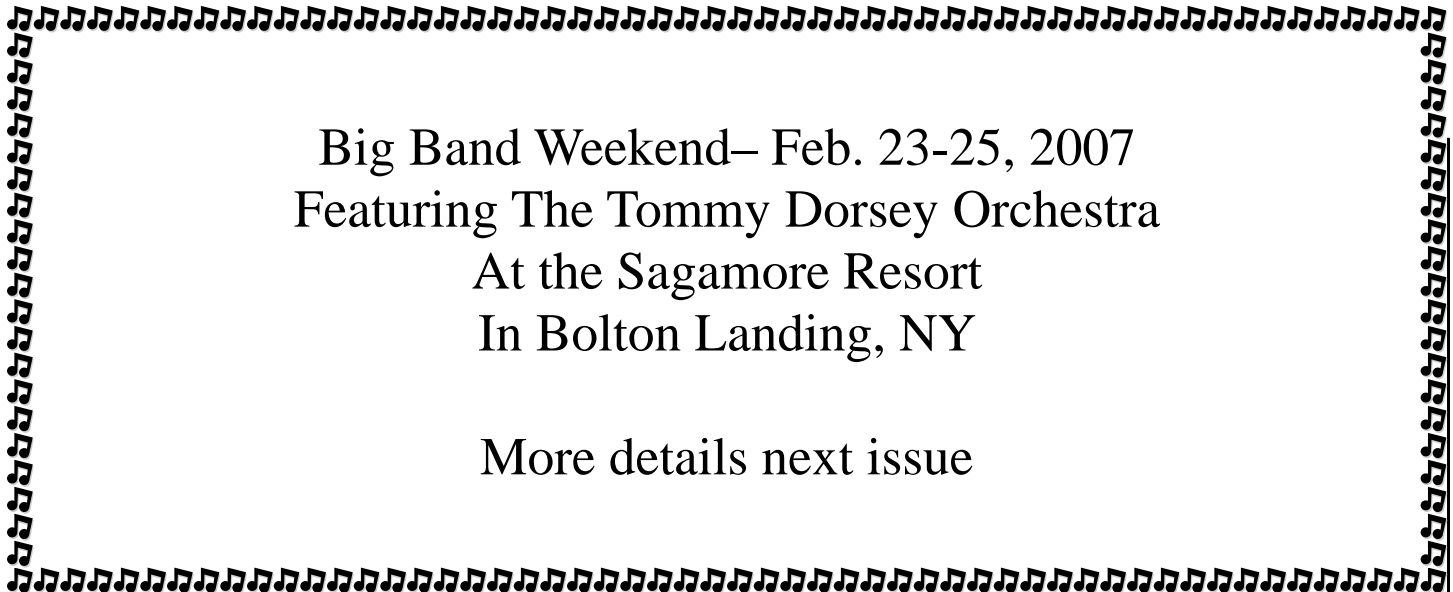 Big Band Weekend– Feb. 23-25, 2007
Featuring The Tommy Dorsey Orchestra
At the Sagamore Resort
In Bolton Landing, NY
More details next issue